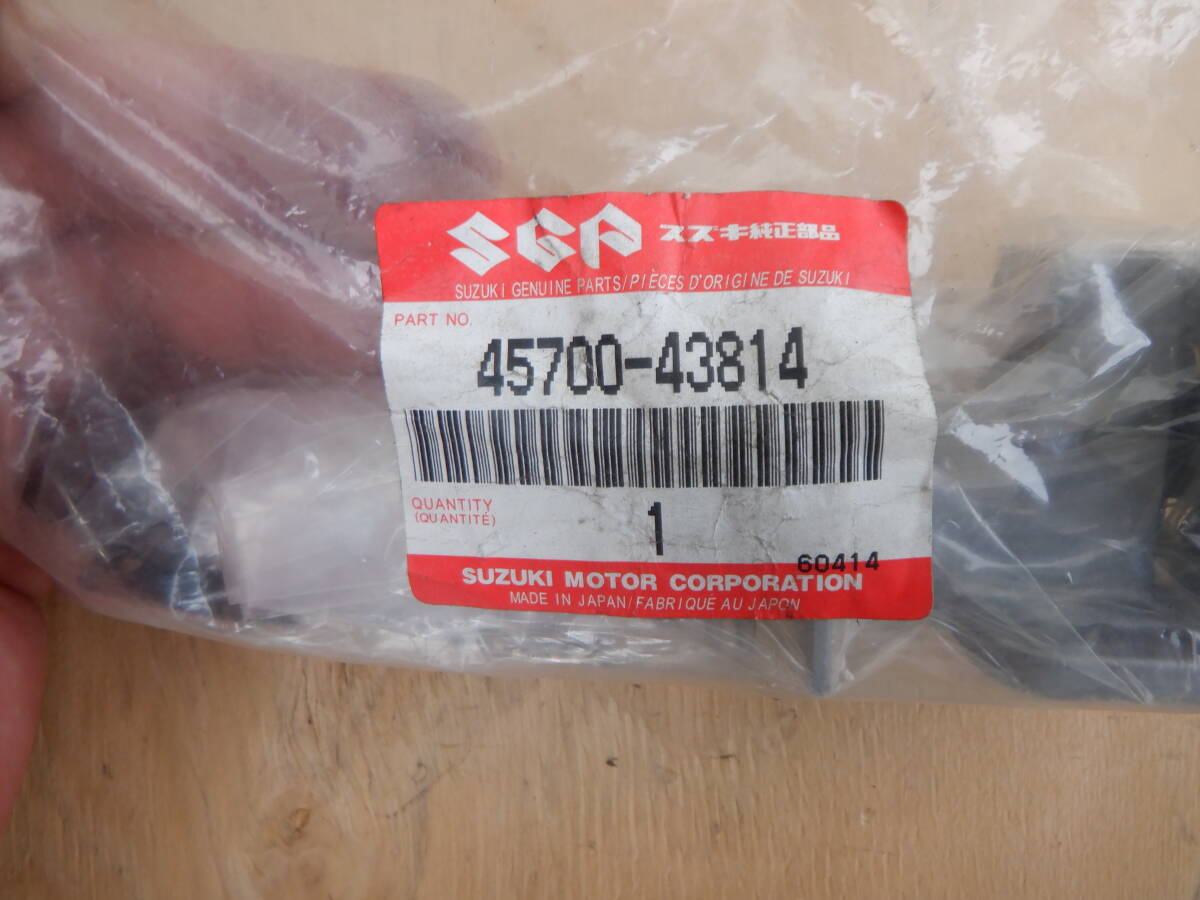 SGP スズキ純正部品
SUZUKI GENUINE PARTS/PIÈCES D'ORIGINE DE SUZUKI
PART NO.
45700-43814
QUANTITY
(QUANTITÉ)
1
60414
SUZUKI MOTOR CORPORATION
MADE IN JAPAN/FABRIQUÉ AU JAPON